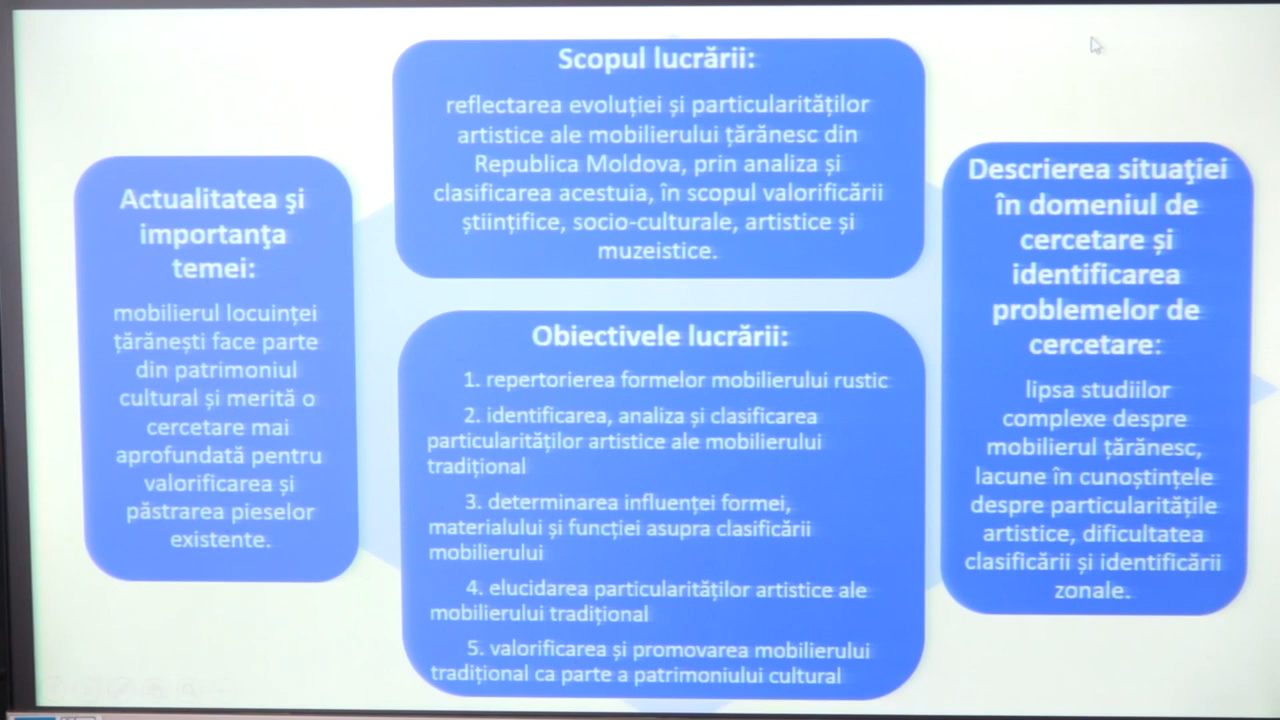 Actualitatea şi
importanţa
temei:
mobilierul locuinței
țărănești face parte
din patrimoniul
cultural și merită o
cercetare mai
aprofundată pentru
valorificarea și
păstrarea pieselor
existente.
Scopul lucrării:
reflectarea evoluției și particularităților
artistice ale mobilierului țărănesc din
Republica Moldova, prin analiza și
clasificarea acestuia, în scopul valorificării
științifice, socio-culturale, artistice și
muzeistice.
Obiectivele lucrării:
1. repertorierea formelor mobilierului rustic
2. identificarea, analiza și clasificarea
particularităților artistice ale mobilierului
tradițional
3. determinarea influenței formei,
materialului și funcției asupra clasificării
mobilierului
4. elucidarea particularităților artistice ale
mobilierului tradițional
5. valorificarea și promovarea mobilierului
tradițional ca parte a patrimoniului cultural
Descrierea situaţiei
în domeniul de
cercetare și
identificarea
problemelor de
cercetare:
lipsa studiilor
complexe despre
mobilierul țărănesc,
lacune în cunoștințele
despre particularitățile
artistice, dificultatea
clasificării și identificării
zonale.